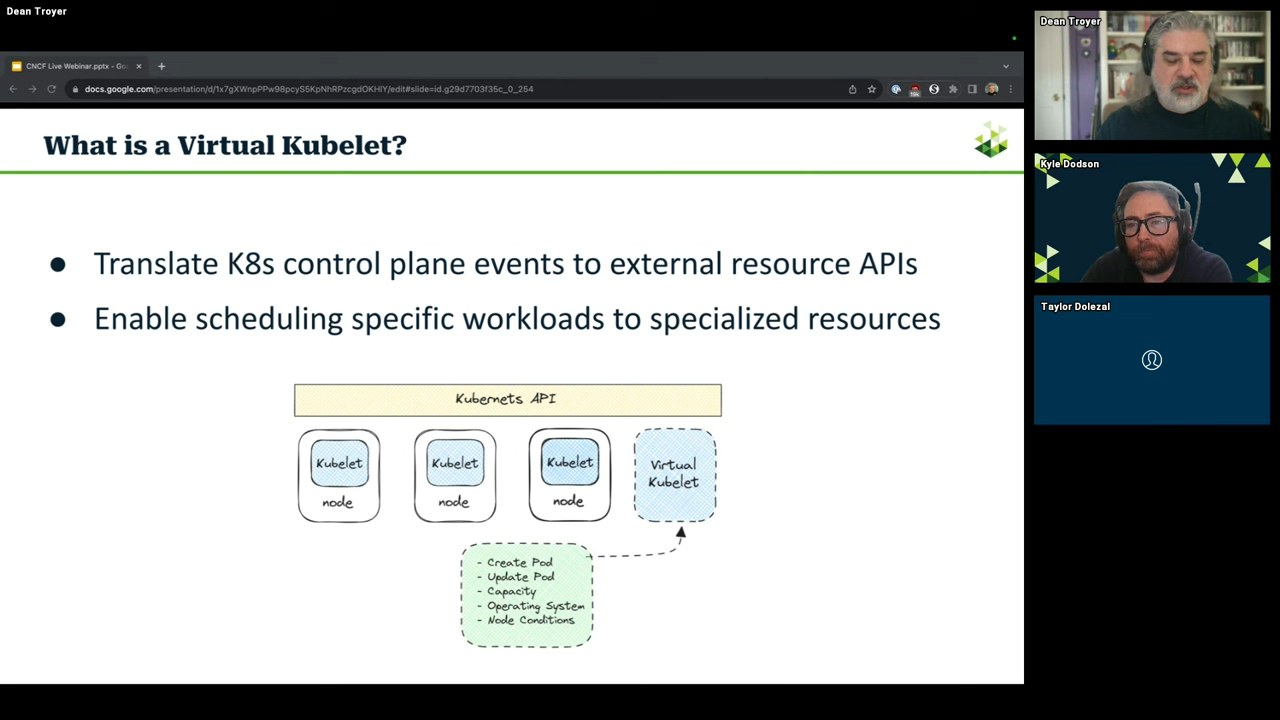 Dean Troyer
CNCF Live Webinar.pptx - Go
docs.google.com/presentation/d/1x7gXWnpPPw98pcyS5KpNhRPzcgdOKHlY/edit#slide=id.g29d7703f35c_0_254
What is a Virtual Kubelet?
● Translate K8s control plane events to external resource APIs
● Enable scheduling specific workloads to specialized resources
Kubernets API
Kubelet
node
Kubelet
node
Kubelet
node
Virtual
Kubelet
- Create Pod
- Update Pod
- Capacity
- Operating System
- Node Conditions
Dean Troyer
Kyle Dodson
Taylor Dolezal